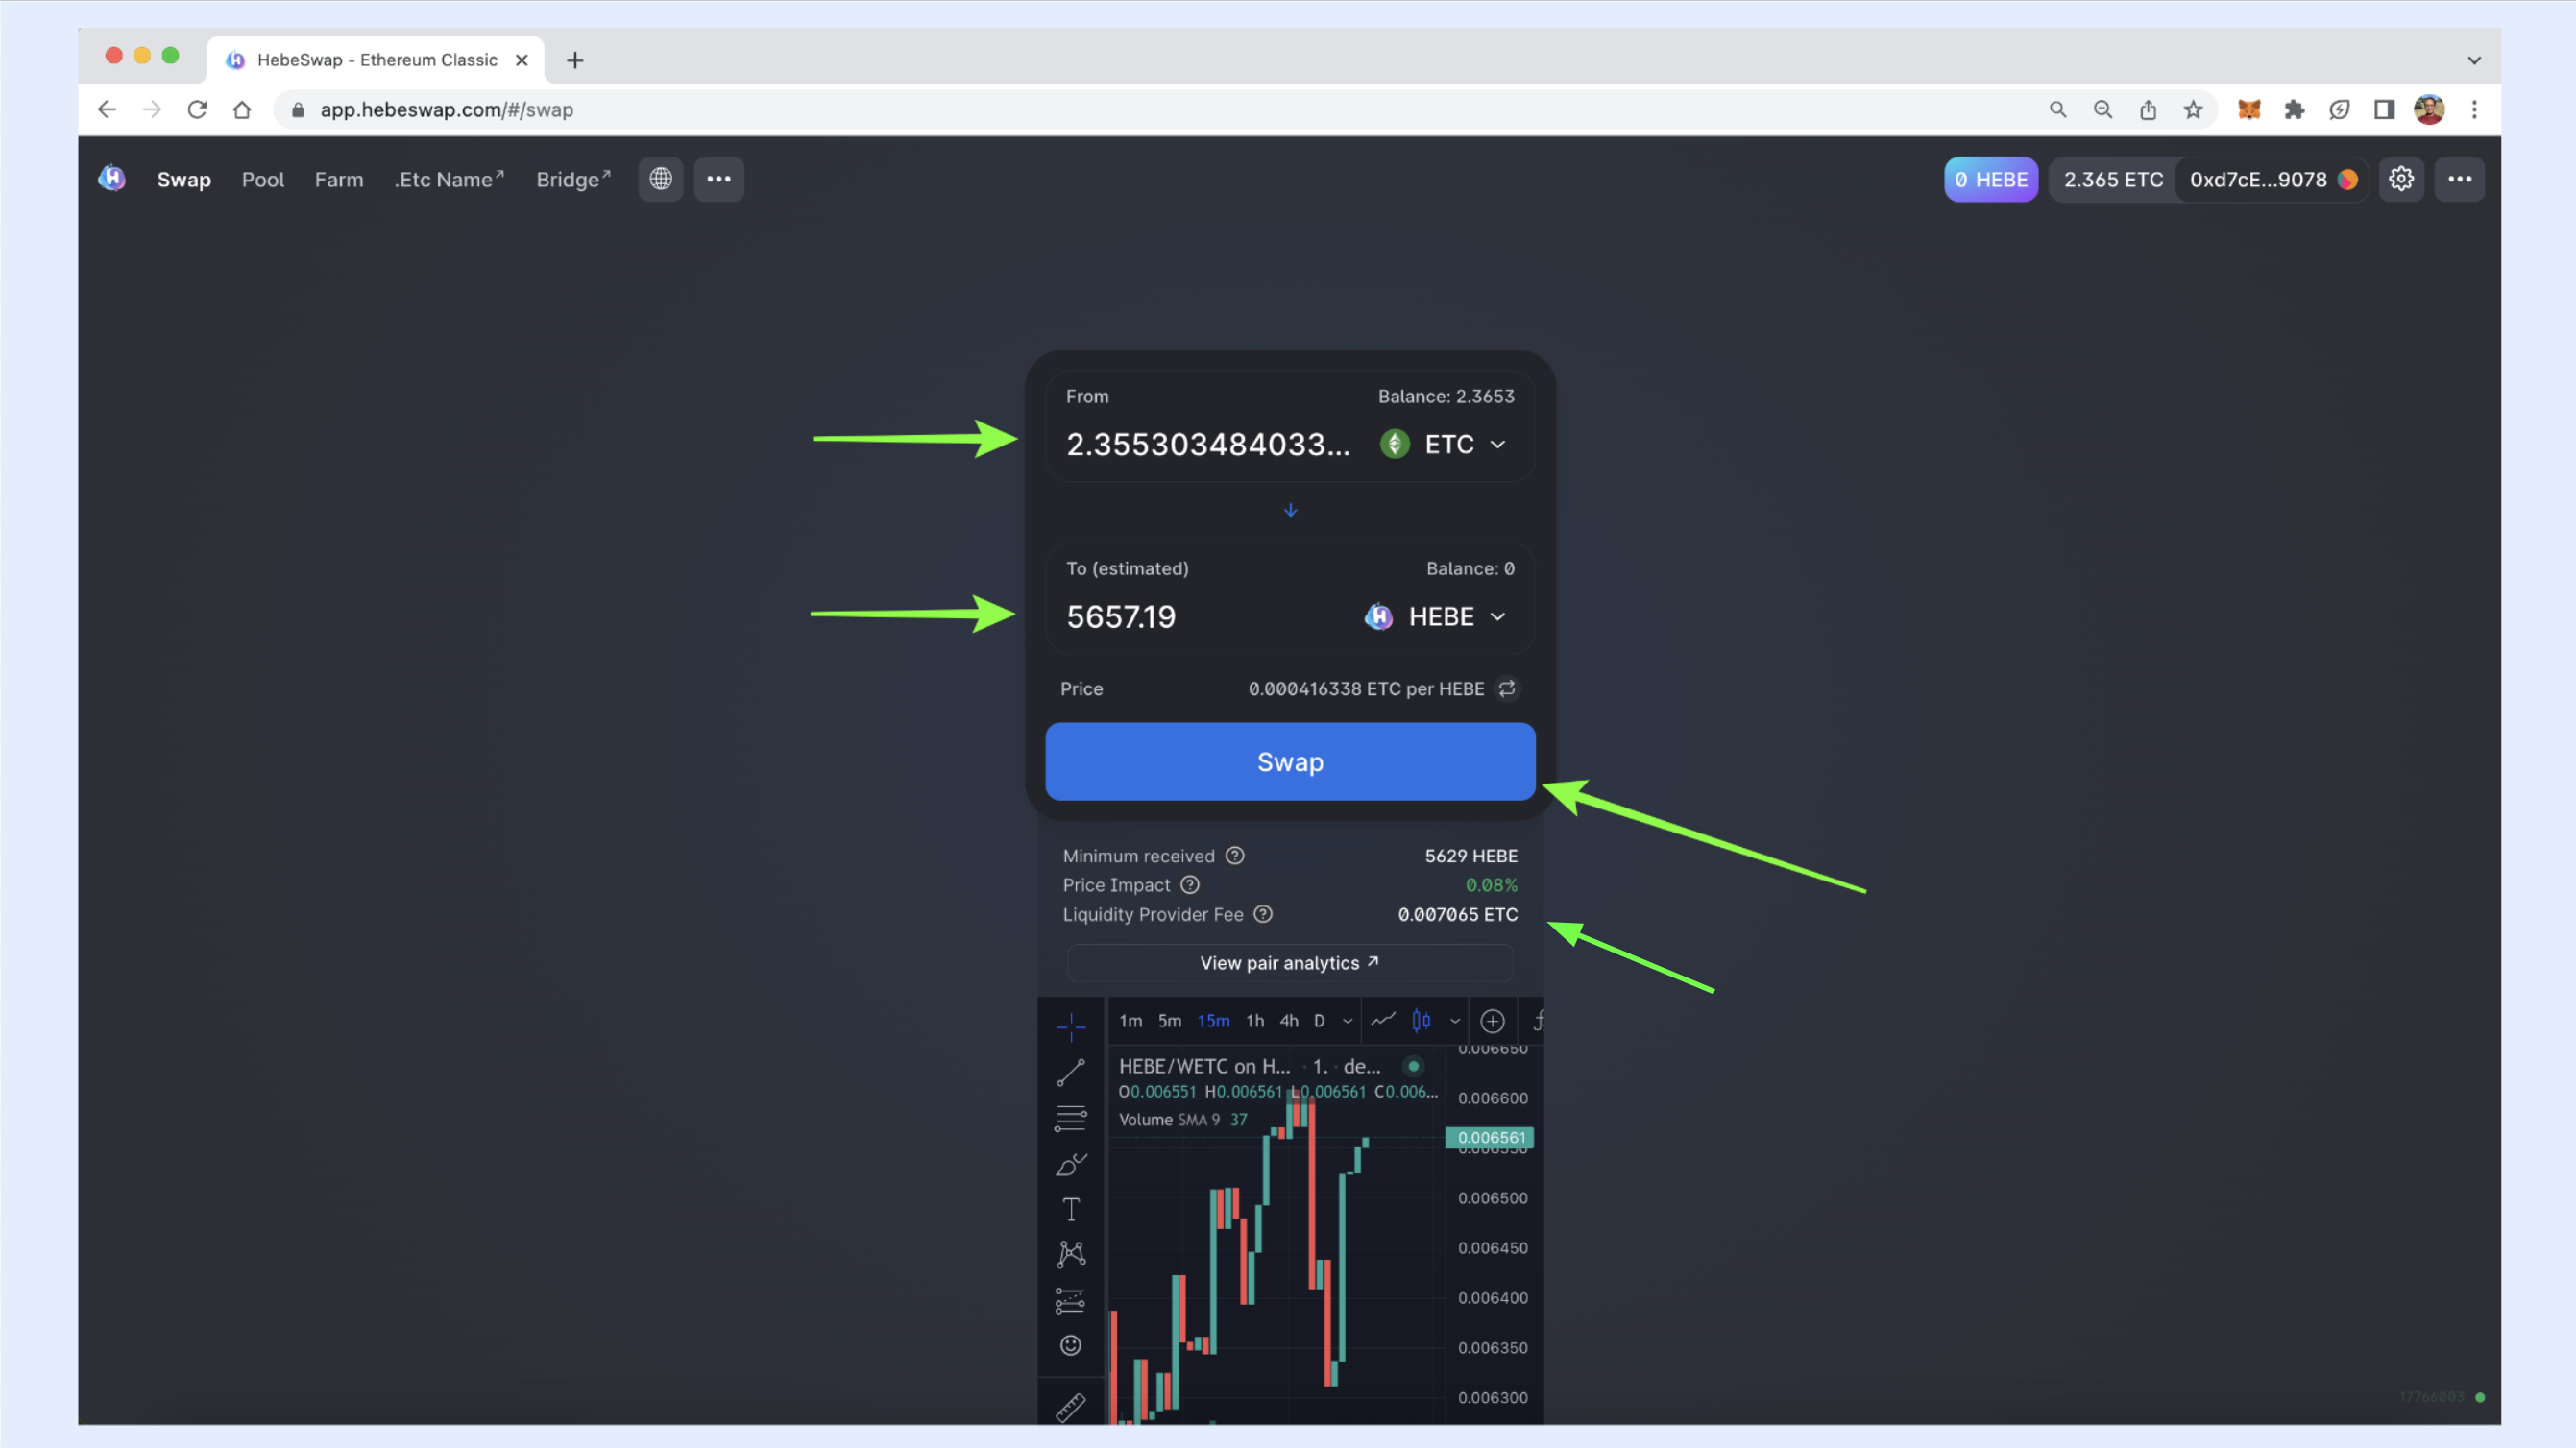 HebeSwap - Ethereum Classic
app.hebeswap.com/#/swap
Swap Pool Farm .Etc Name↗ Bridge↗ ••• 0 HEBE 2.365 ETC 0xd7cE...9078 •••
From Balance: 2.3653
2.355303484033... ETC
To (estimated) Balance: 0
5657.19 HEBE
Price 0.000416338 ETC per HEBE
Swap
Minimum received ? 5629 HEBE
Price Impact ? 0.08%
Liquidity Provider Fee ? 0.007065 ETC
View pair analytics ↗
1m 5m 15m 1h 4h D
0.006650
HEBE/WETC on H... · 1. · de...
O0.006551 H0.006561 L0.006561 C0.006...
0.006600
Volume SMA 9 37
0.006561
0.006550
0.006500
0.006450
0.006400
0.006350
0.006300
17766003